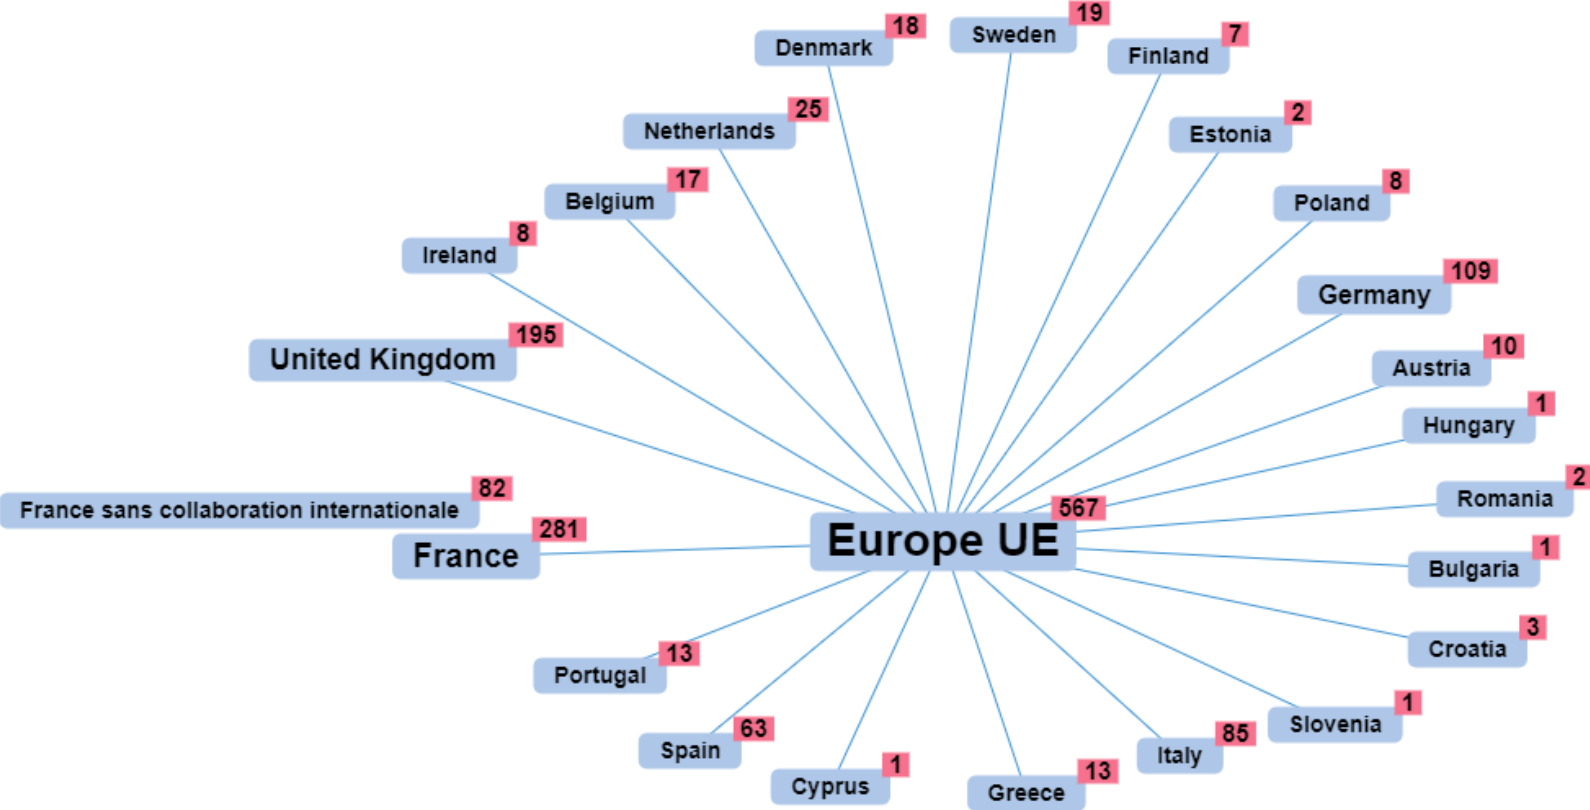 Sweden 19
Denmark 18
Finland 7
Netherlands 25
Estonia 2
Belgium 17
Poland 8
Ireland 8
Germany 109
United Kingdom 195
Austria 10
Hungary 1
France sans collaboration internationale 82
Romania 2
Europe UE 567
France 281
Bulgaria 1
Croatia 3
Portugal 13
Slovenia 1
Spain 63
Italy 85
Cyprus 1
Greece 13